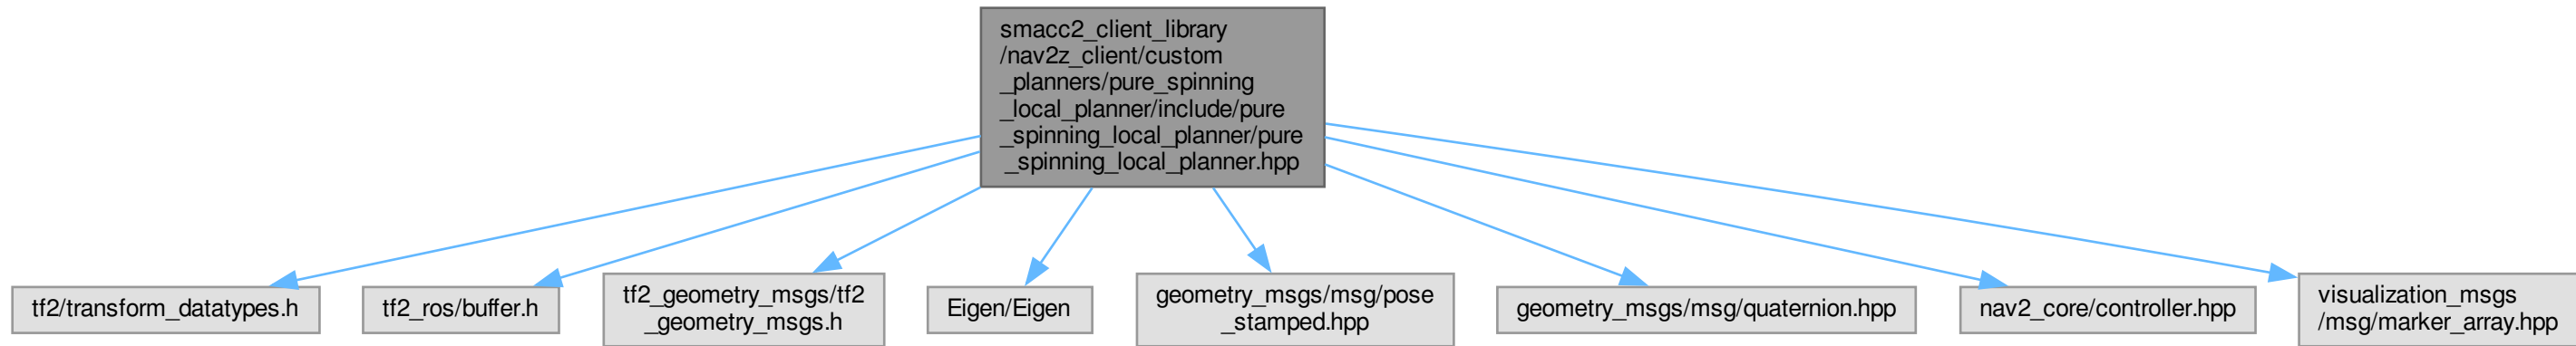 smacc2_client_library
/nav2z_client/custom
_planners/pure_spinning
_local_planner/include/pure
_spinning_local_planner/pure
_spinning_local_planner.hpp
tf2/transform_datatypes.h
tf2_ros/buffer.h
tf2_geometry_msgs/tf2
_geometry_msgs.h
Eigen/Eigen
geometry_msgs/msg/pose
_stamped.hpp
geometry_msgs/msg/quaternion.hpp
nav2_core/controller.hpp
visualization_msgs
/msg/marker_array.hpp